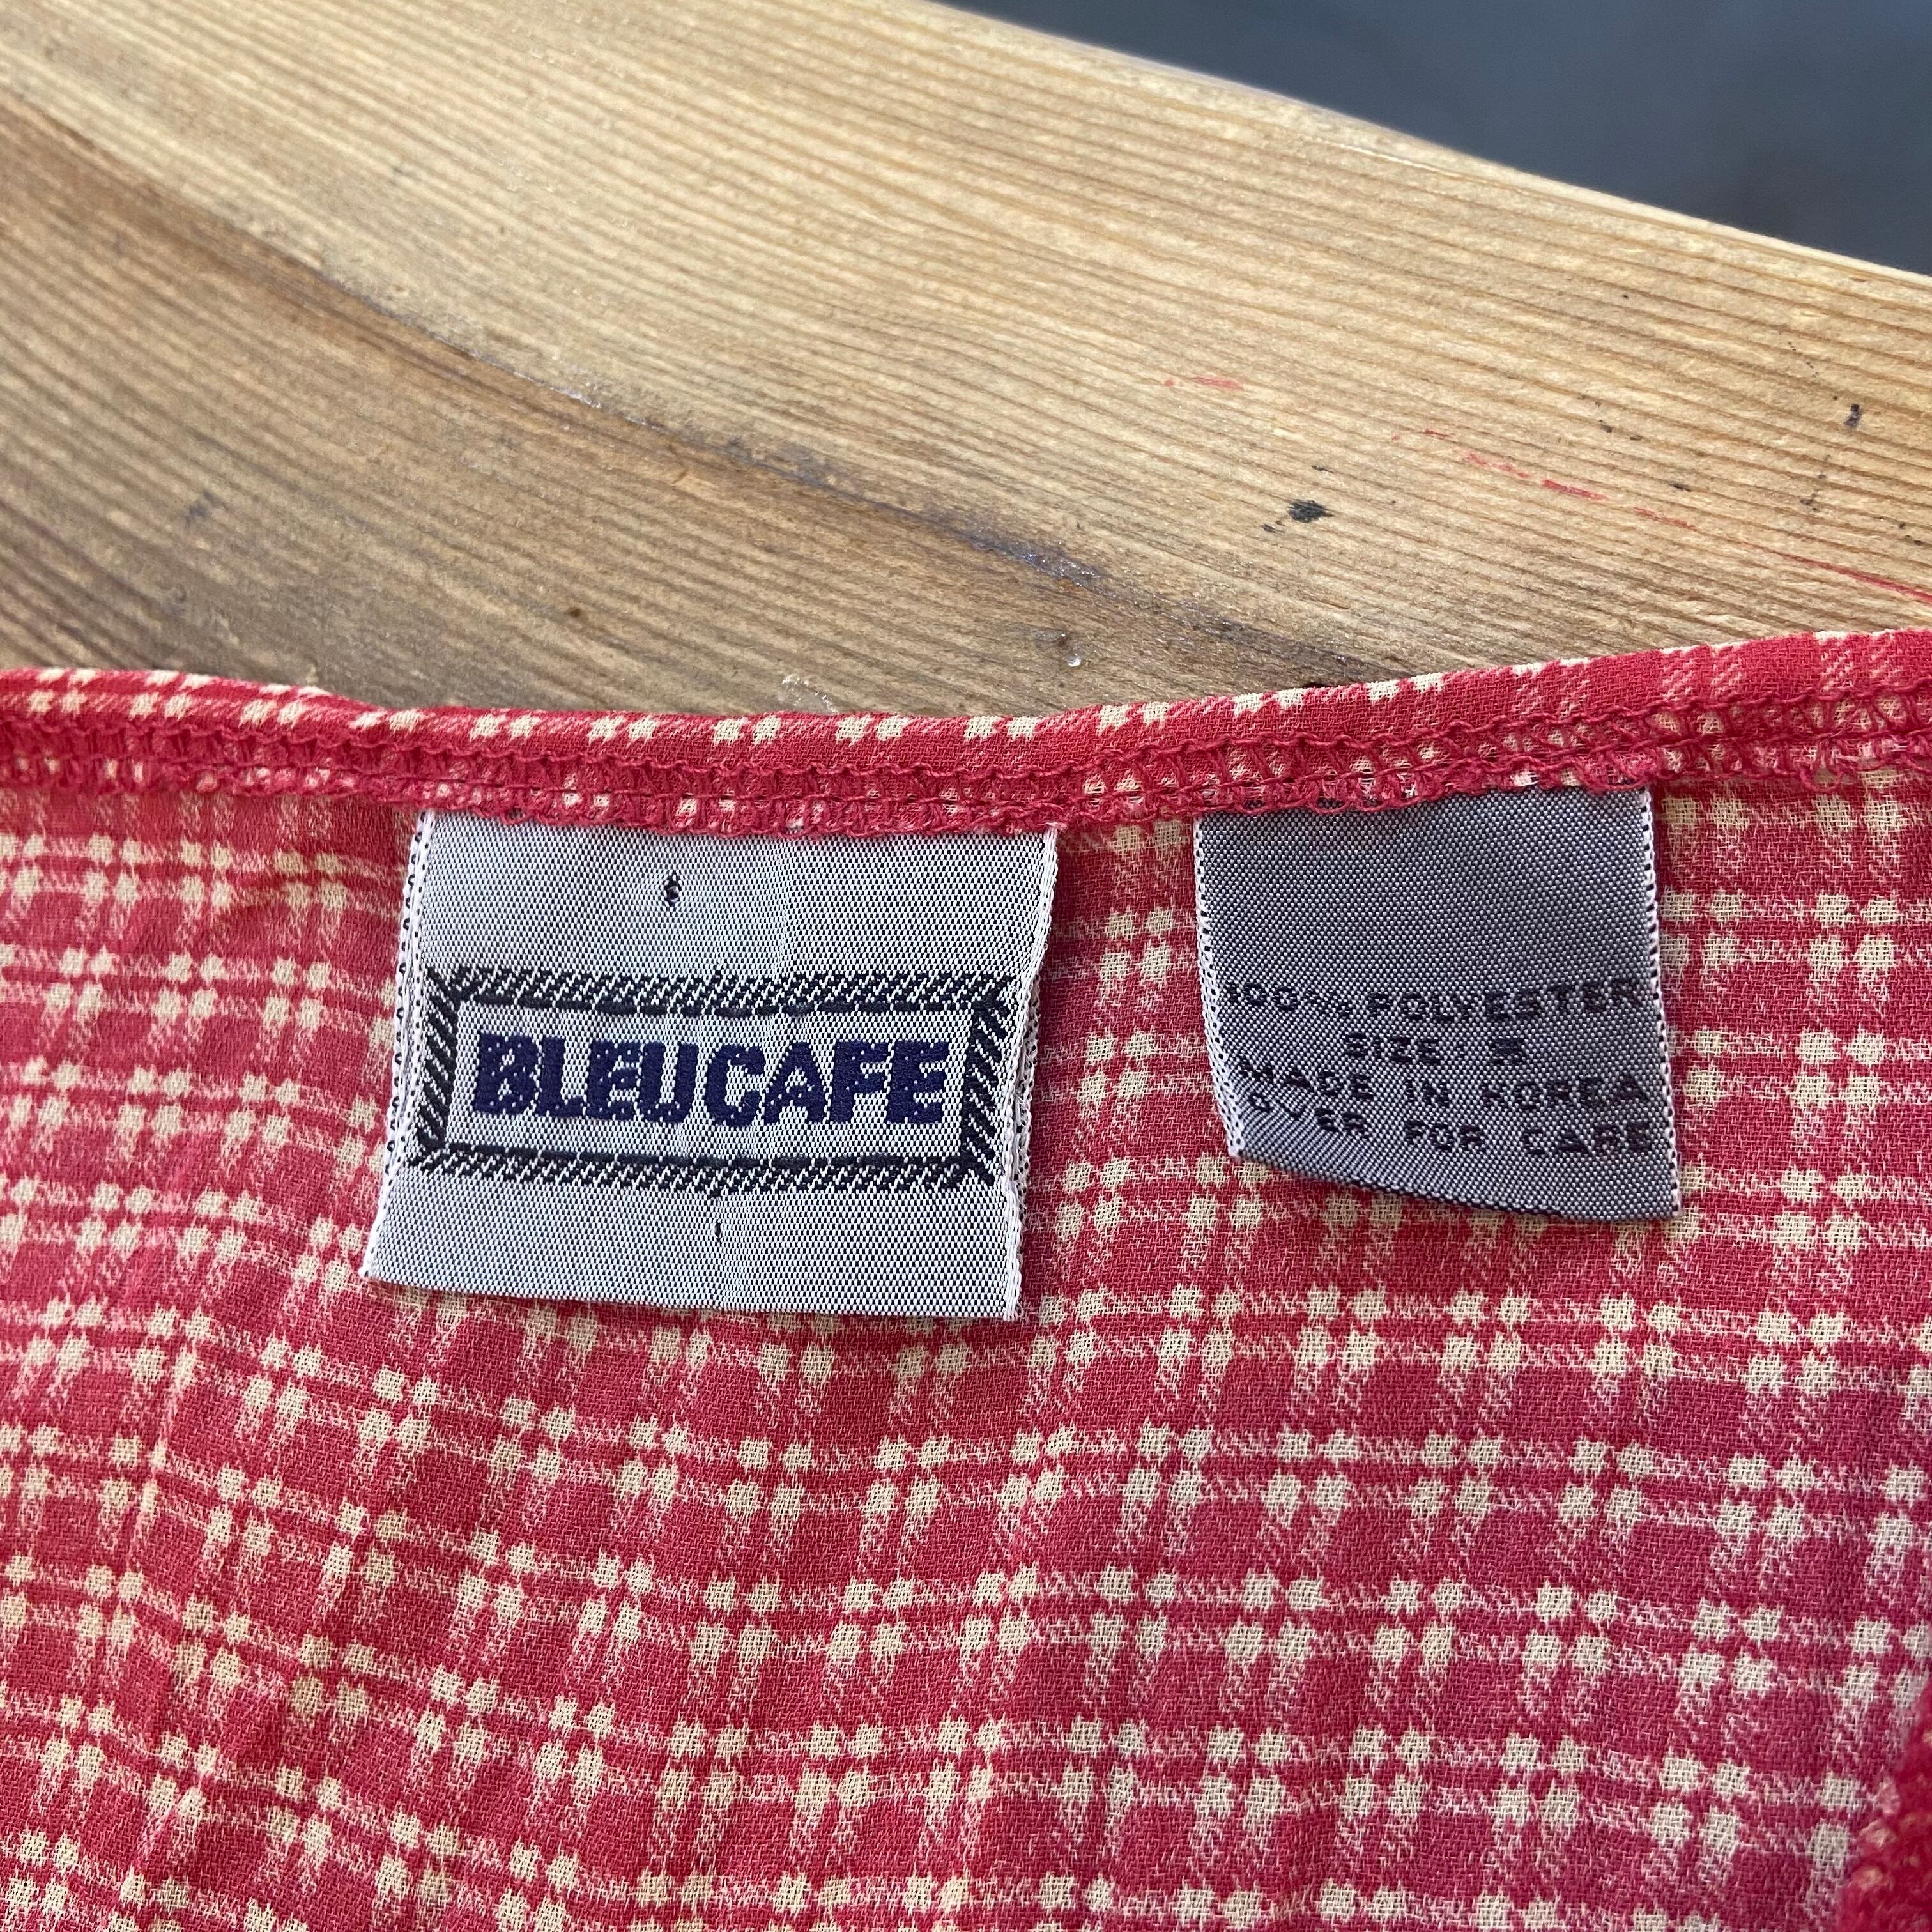 BLEU CAFE
100% POLYESTER
SIZE:
MADE IN KOREA
OVER FOR CARE